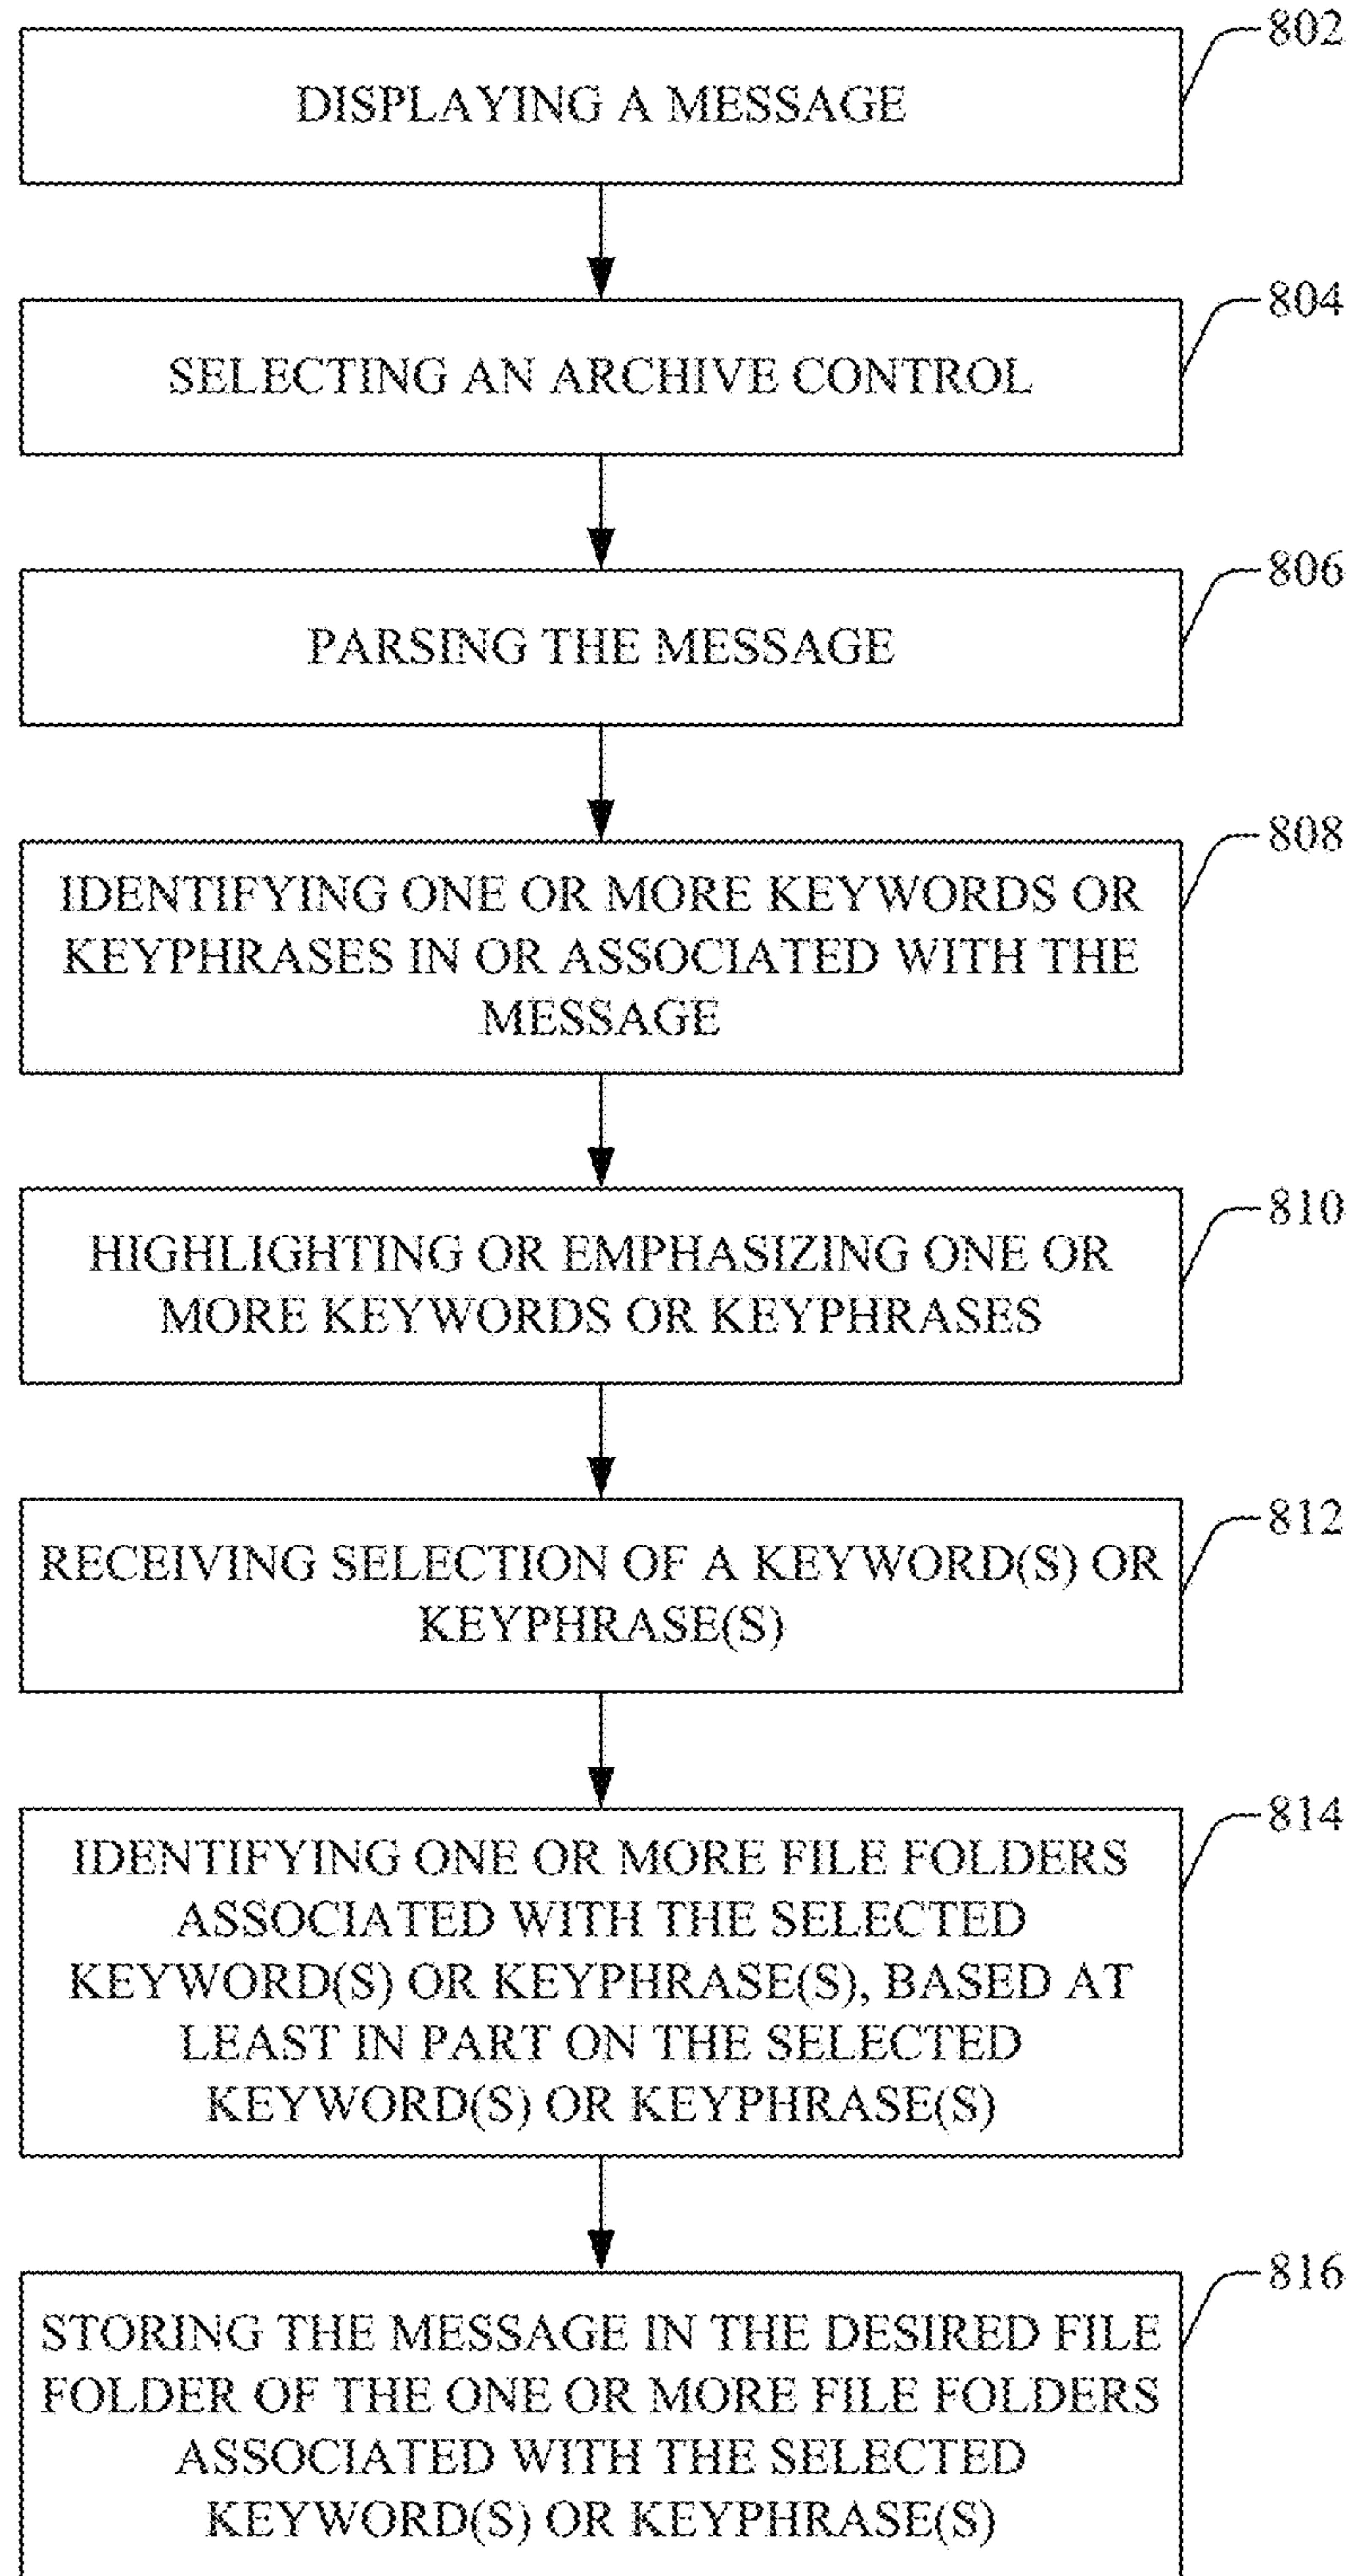 802
DISPLAYING A MESSAGE
804
SELECTING AN ARCHIVE CONTROL
806
PARSING THE MESSAGE
808
IDENTIFYING ONE OR MORE KEYWORDS OR
KEYPHRASES IN OR ASSOCIATED WITH THE
MESSAGE
810
HIGHLIGHTING OR EMPHASIZING ONE OR
MORE KEYWORDS OR KEYPHRASES
812
RECEIVING SELECTION OF A KEYWORD(S) OR
KEYPHRASE(S)
814
IDENTIFYING ONE OR MORE FILE FOLDERS
ASSOCIATED WITH THE SELECTED
KEYWORD(S) OR KEYPHRASE(S), BASED AT
LEAST IN PART ON THE SELECTED
KEYWORD(S) OR KEYPHRASE(S)
816
STORING THE MESSAGE IN THE DESIRED FILE
FOLDER OF THE ONE OR MORE FILE FOLDERS
ASSOCIATED WITH THE SELECTED
KEYWORD(S) OR KEYPHRASE(S)